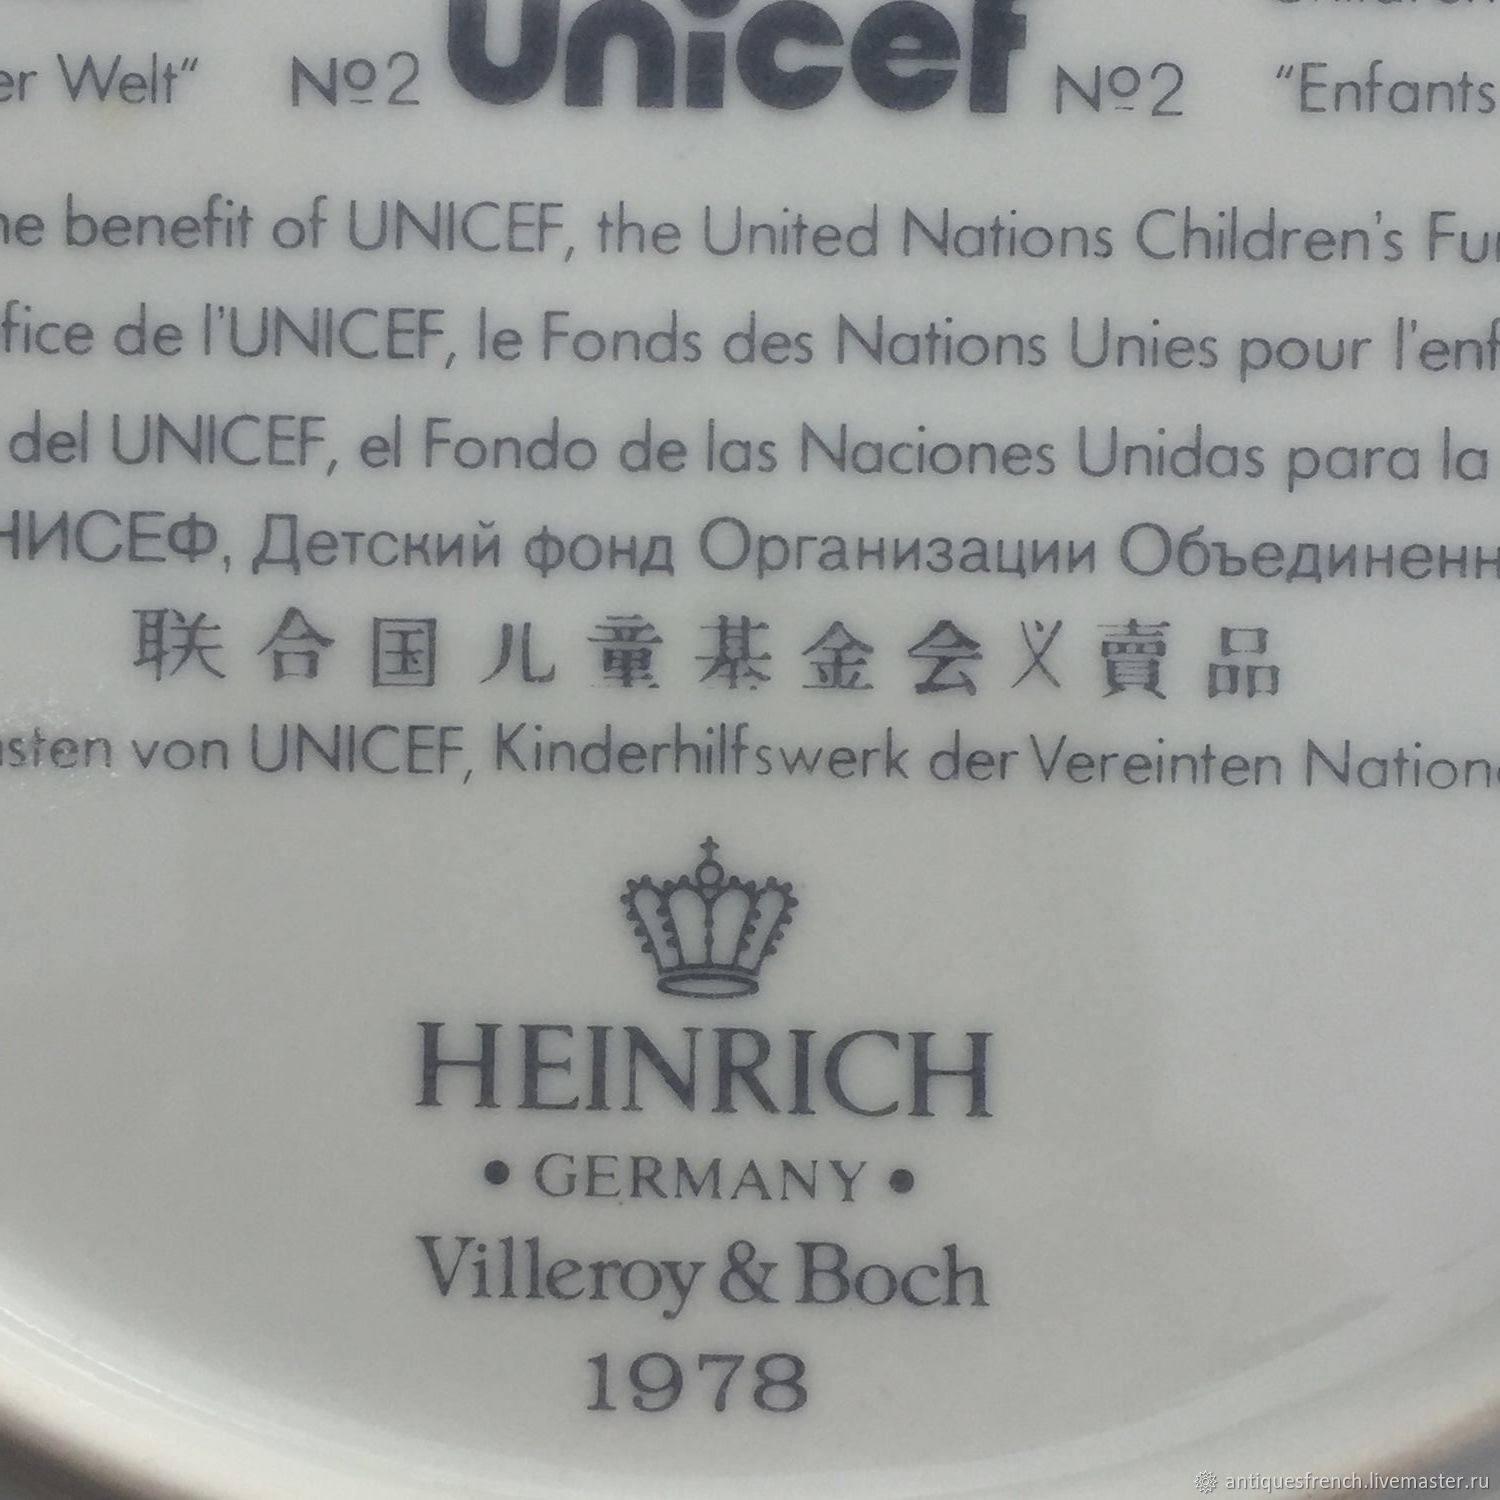 unicef
er Welt“ Nº2 Nº2 “Enfants
he benefit of UNICEF, the United Nations Children's Fu
fice de l'UNICEF, le Fonds des Nations Unies pour l'enf
del UNICEF, el Fondo de las Naciones Unidas para la
НИСЕФ, Детский фонд Организации Объединенн
联合国儿童基金会义賣品
sten von UNICEF, Kinderhilfswerk der Vereinten Nation
HEINRICH
• GERMANY •
Villeroy & Boch
1978
antiquesfrench.livemaster.ru